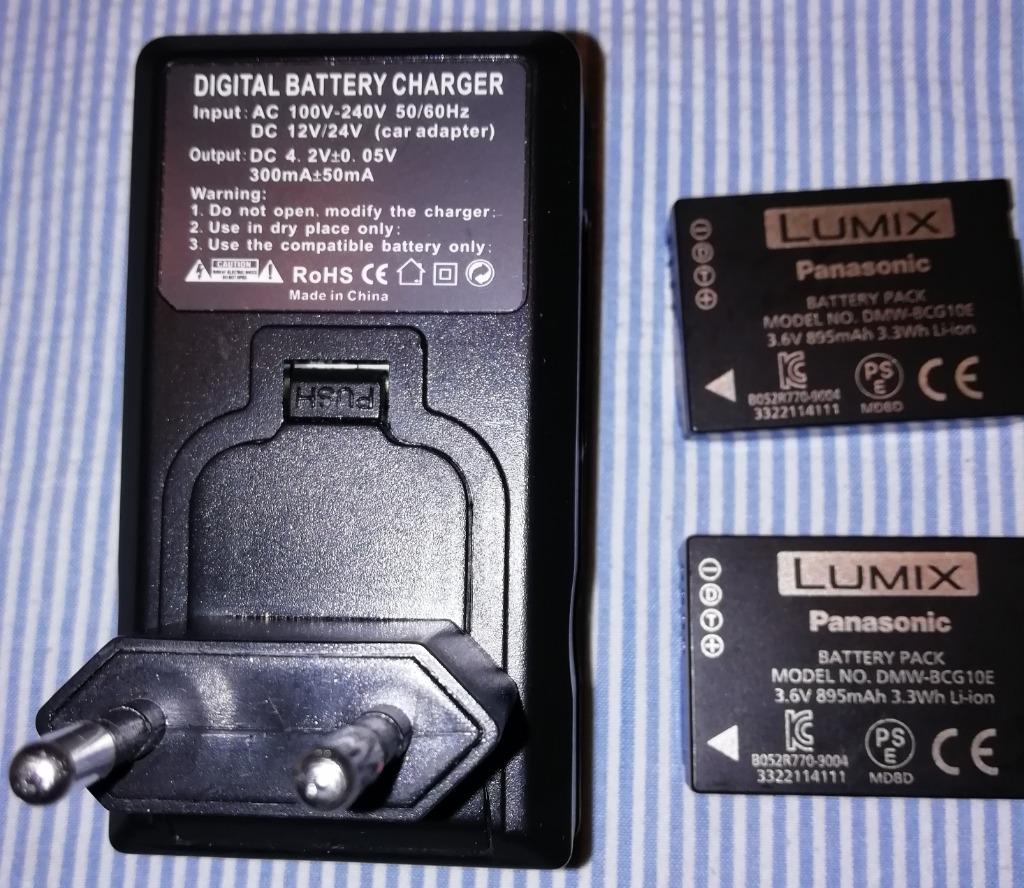 DIGITAL BATTERY CHARGER
Input: AC 100V-240V 50/60Hz
DC 12V/24V (car adapter)
Output: DC 4. 2V±0. 05V
300mA±50mA
Warning:
1. Do not open, modify the charger;
2. Use in dry place only;
3. Use the compatible battery only;
CAUTION
RoHS CE
Made in China
PUSH
LUMIX
Panasonic
BATTERY PACK
MODEL NO. DMW-BCG10E
3.6V 895mAh 3.3Wh Li-ion
D
T
B052R770-9004
3322114111
PS
E
MDBD
CE
LUMIX
Panasonic
BATTERY PACK
MODEL NO. DMW-BCG10E
3.6V 895mAh 3.3Wh Li-ion
D
T
B052R770-9004
3322114111
PS
E
MDBD
CE